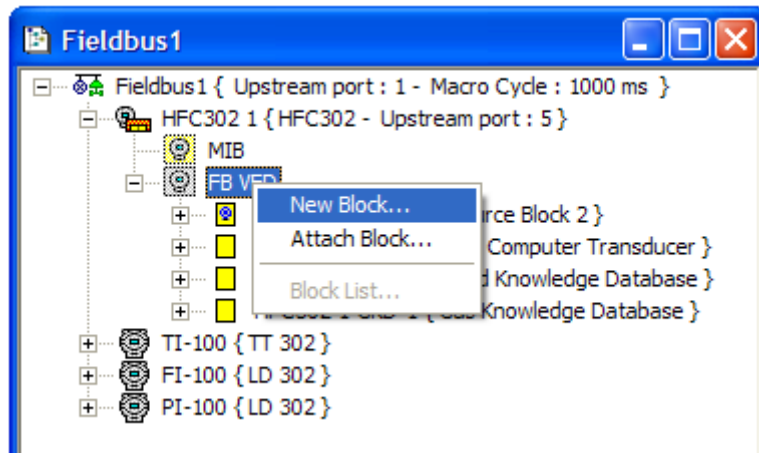 Fieldbus1
Fieldbus1 { Upstream port : 1 - Macro Cycle : 1000 ms }
HFC302 1 { HFC302 - Upstream port : 5 }
MIB
FB VFD
New Block...
Block 2 }
Attach Block...
Computer Transducer }
Knowledge Database }
Block List...
Knowledge Database }
TI-100 { TT 302 }
FI-100 { LD 302 }
PI-100 { LD 302 }